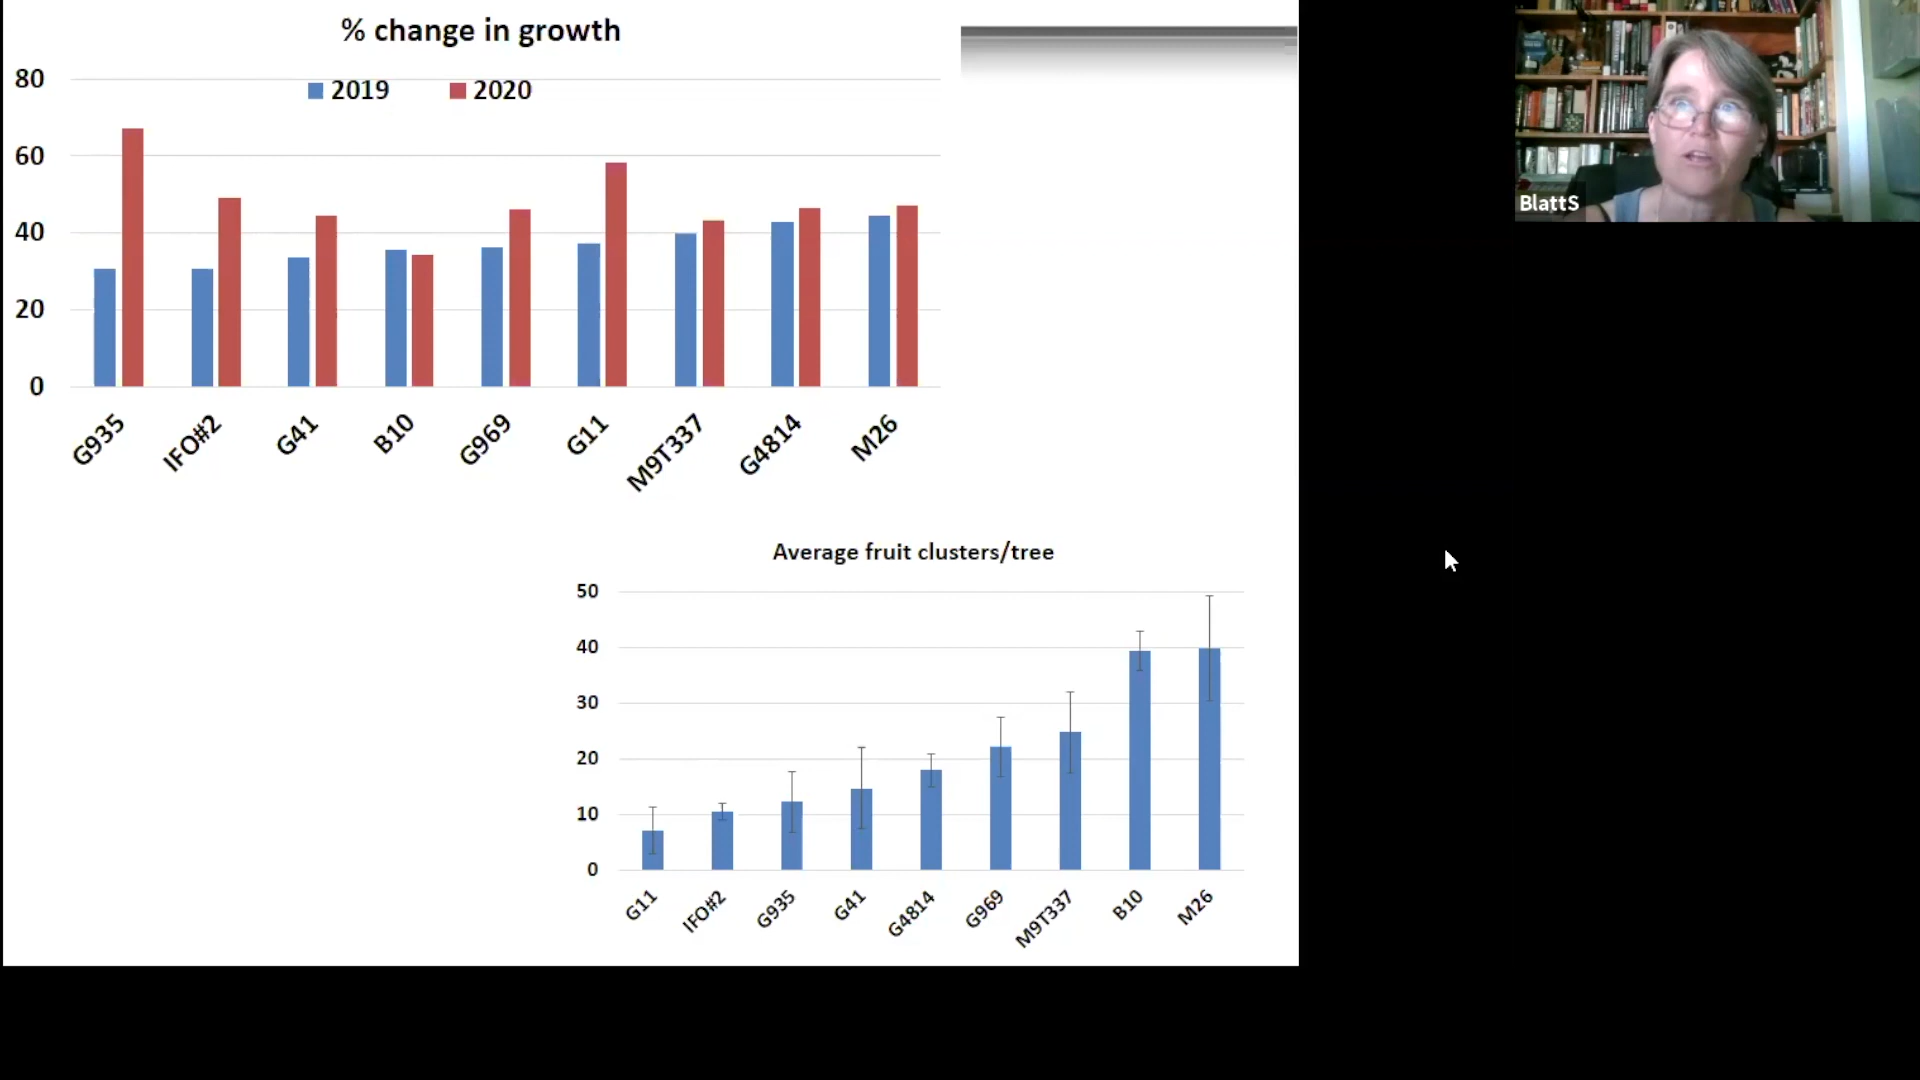 % change in growth
2019 2020
80
60
40
20
0
G935 IFO#2 G41 B10 G969 G11 M9T337 G4814 M26
BlattS
Average fruit clusters/tree
50
40
30
20
10
0
G11 IFO#2 G935 G41 G4814 G969 M9T337 B10 M26